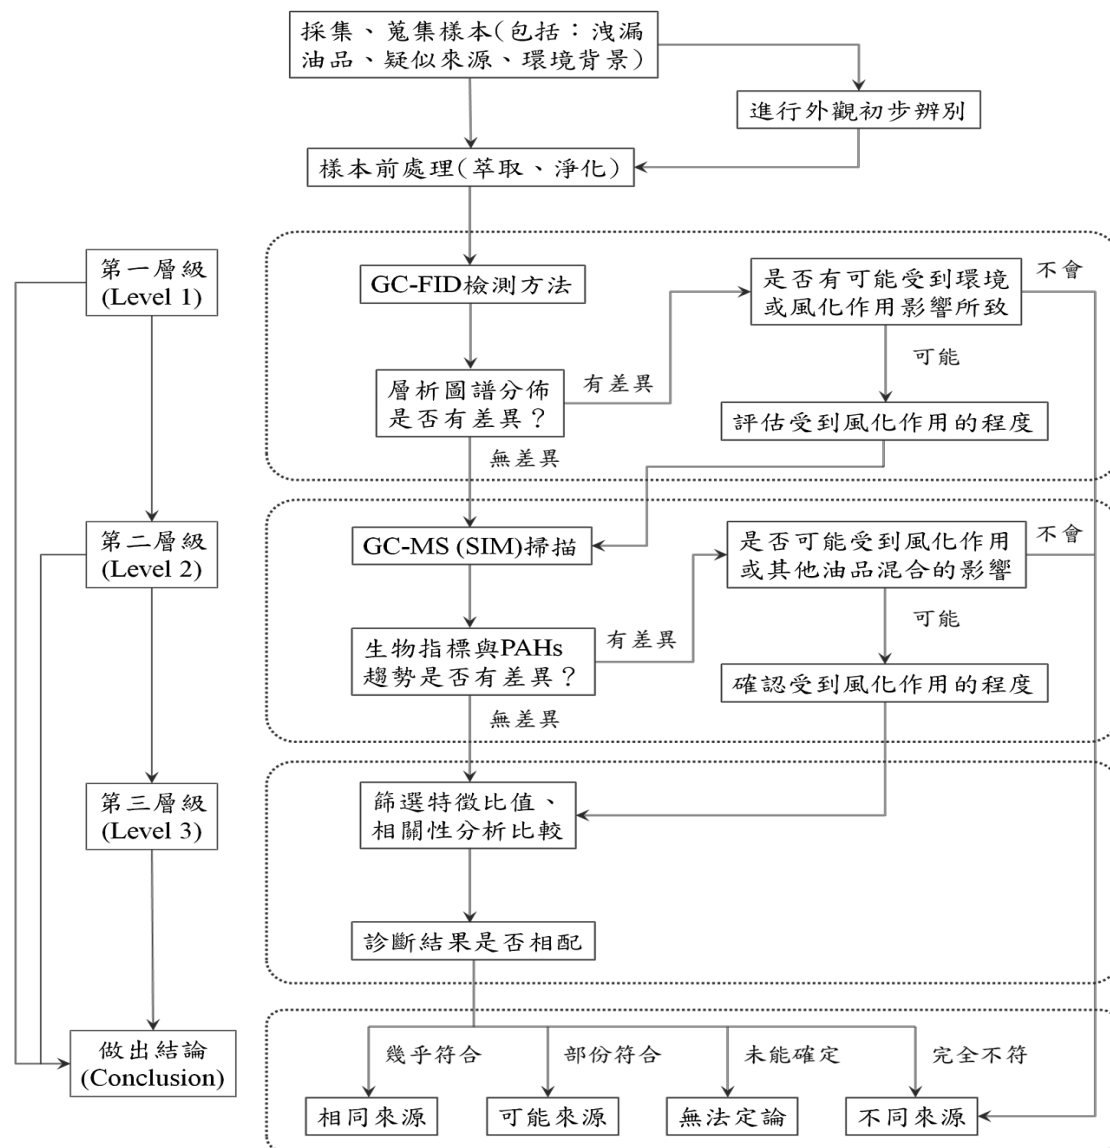 採集、蒐集樣本(包括：洩漏
油品、疑似來源、環境背景)
進行外觀初步辨別
樣本前處理(萃取、淨化)
第一層級
(Level 1)
GC-FID檢測方法
是否有可能受到環境
或風化作用影響所致
不會
可能
層析圖譜分佈
是否有差異？
有差異
評估受到風化作用的程度
無差異
第二層級
(Level 2)
GC-MS (SIM)掃描
是否可能受到風化作用
或其他油品混合的影響
不會
可能
生物指標與PAHs
趨勢是否有差異？
有差異
確認受到風化作用的程度
無差異
第三層級
(Level 3)
篩選特徵比值、
相關性分析比較
診斷結果是否相配
做出結論
(Conclusion)
幾乎符合
部份符合
未能確定
完全不符
相同來源
可能來源
無法定論
不同來源